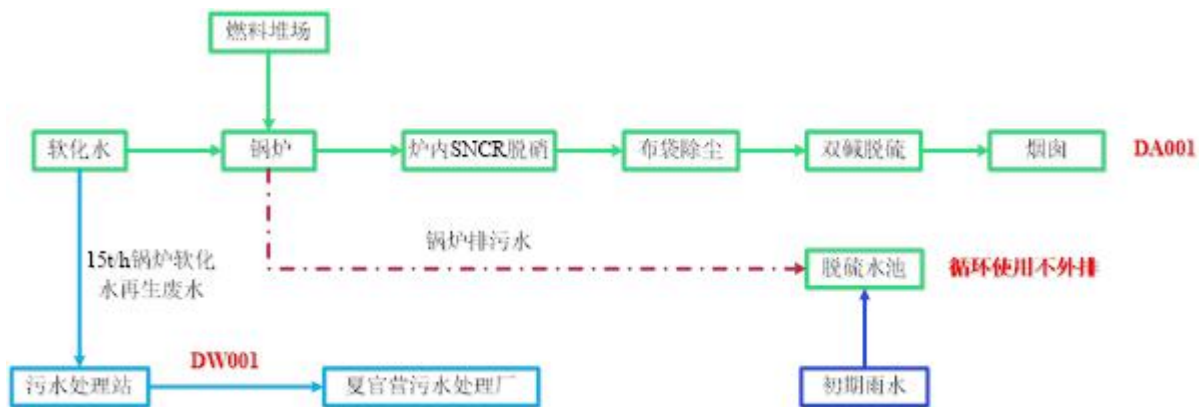 燃料堆场
软化水
锅炉
炉内SNCR脱硝
布袋除尘
双碱脱硫
烟囱
DA001
锅炉排污水
15t/h锅炉软化
水再生废水
脱硫水池
循环使用不外排
DW001
污水处理站
夏官营污水处理厂
初期雨水